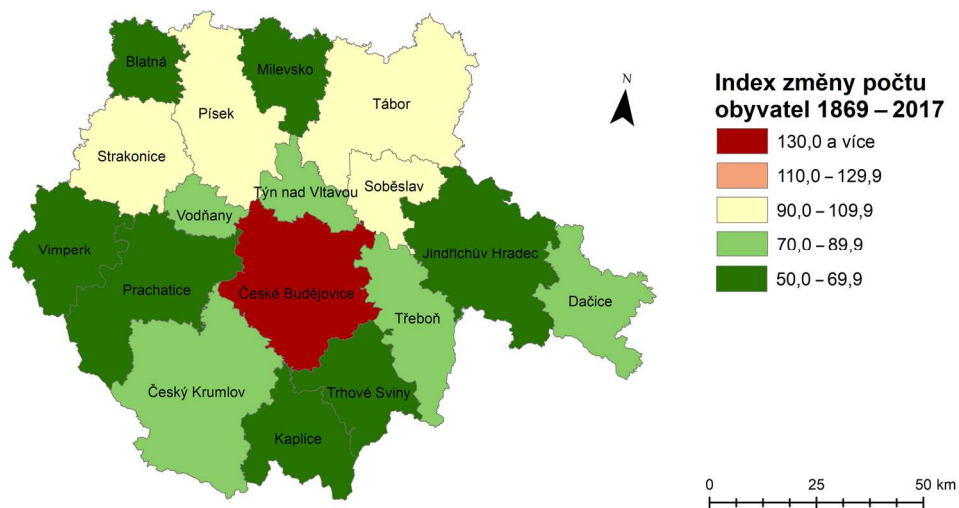 Blatná
Milevsko
Písek
Tábor
Strakonice
Týn nad Vltavou
Soběslav
Vodňany
Vimperk
Jindřichův Hradec
Prachatice
České Budějovice
Dačice
Třeboň
Český Krumlov
Trhové Sviny
Kaplice
N
Index změny počtu
obyvatel 1869 – 2017
130,0 a více
110,0 – 129,9
90,0 – 109,9
70,0 – 89,9
50,0 – 69,9
0 25 50 km